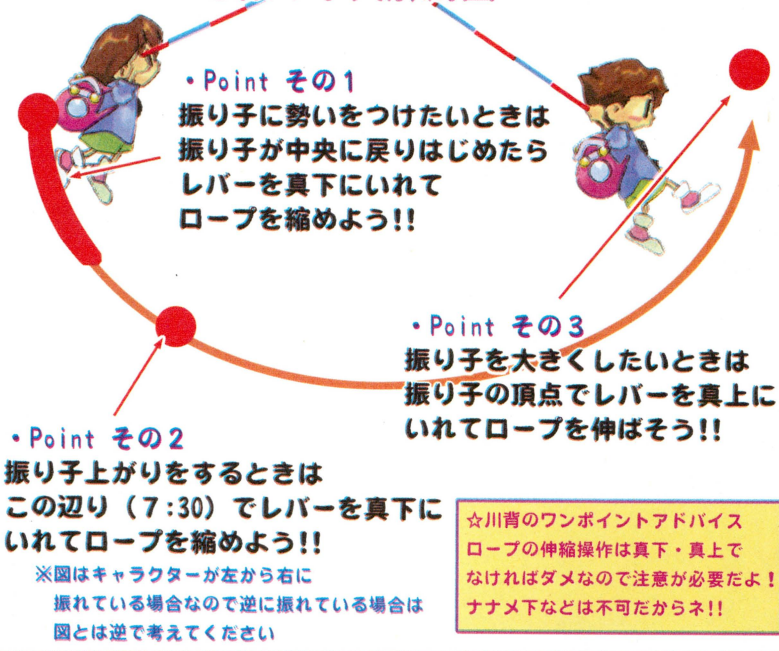 ・Point その1
振り子に勢いをつけたいときは
振り子が中央に戻りはじめたら
レバーを真下にいれて
ロープを縮めよう!!
・Point その3
振り子を大きくしたいときは
振り子の頂点でレバーを真上に
いれてロープを伸ばそう!!
・Point その2
振り子上がりをするときは
この辺り（7:30）でレバーを真下に
いれてロープを縮めよう!!
※図はキャラクターが左から右に
振れている場合なので逆に振れている場合は
図とは逆で考えてください
☆川背のワンポイントアドバイス
ロープの伸縮操作は真下・真上で
なければダメなので注意が必要だよ！
ナナメ下などは不可だからネ!!